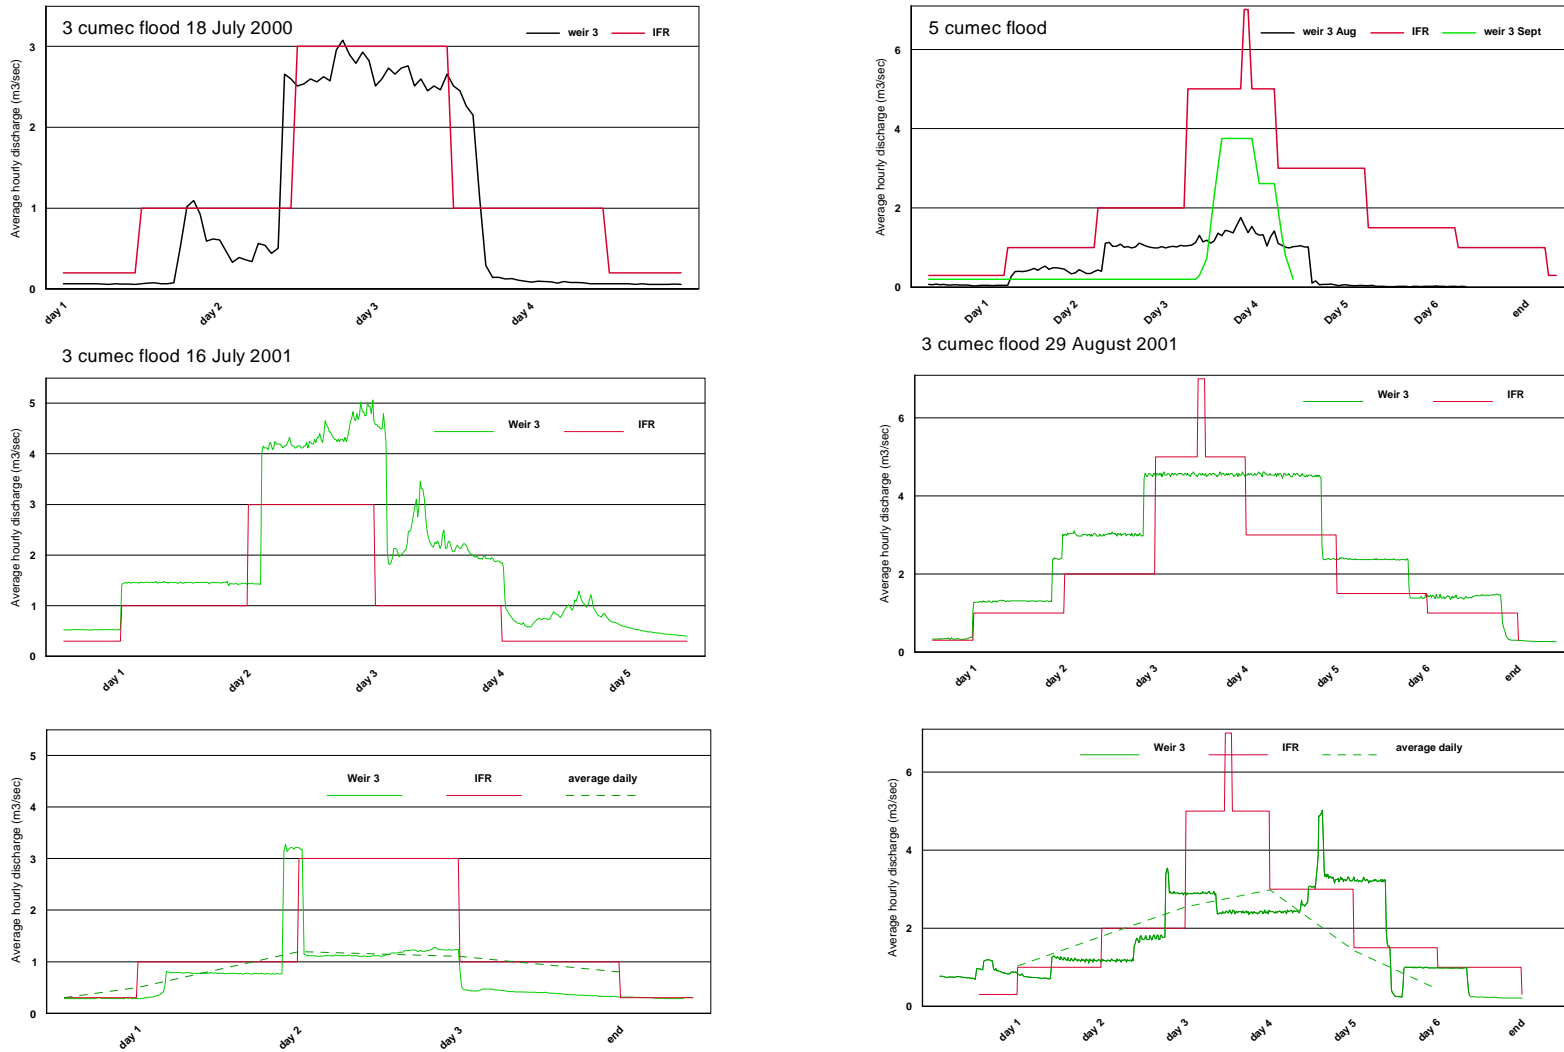 3 cumec flood 18 July 2000
weir 3
IFR
Average hourly discharge (m3/sec)
3
2
1
0
day 1
day 2
day 3
day 4
5 cumec flood
weir 3 Aug
IFR
weir 3 Sept
Average hourly discharge (m3/sec)
6
4
2
0
Day 1
Day 2
Day 3
Day 4
Day 5
Day 6
end
3 cumec flood 16 July 2001
Weir 3
IFR
Average hourly discharge (m3/sec)
5
4
3
2
1
0
day 1
day 2
day 3
day 4
day 5
3 cumec flood 29 August 2001
Weir 3
IFR
Average hourly discharge (m3/sec)
6
4
2
0
day 1
day 2
day 3
day 4
day 5
day 6
end
Weir 3
IFR
average daily
Average hourly discharge (m3/sec)
5
4
3
2
1
0
day 1
day 2
day 3
end
Weir 3
IFR
average daily
Average hourly discharge (m3/sec)
6
4
2
0
day 1
day 2
day 3
day 4
day 5
day 6
end